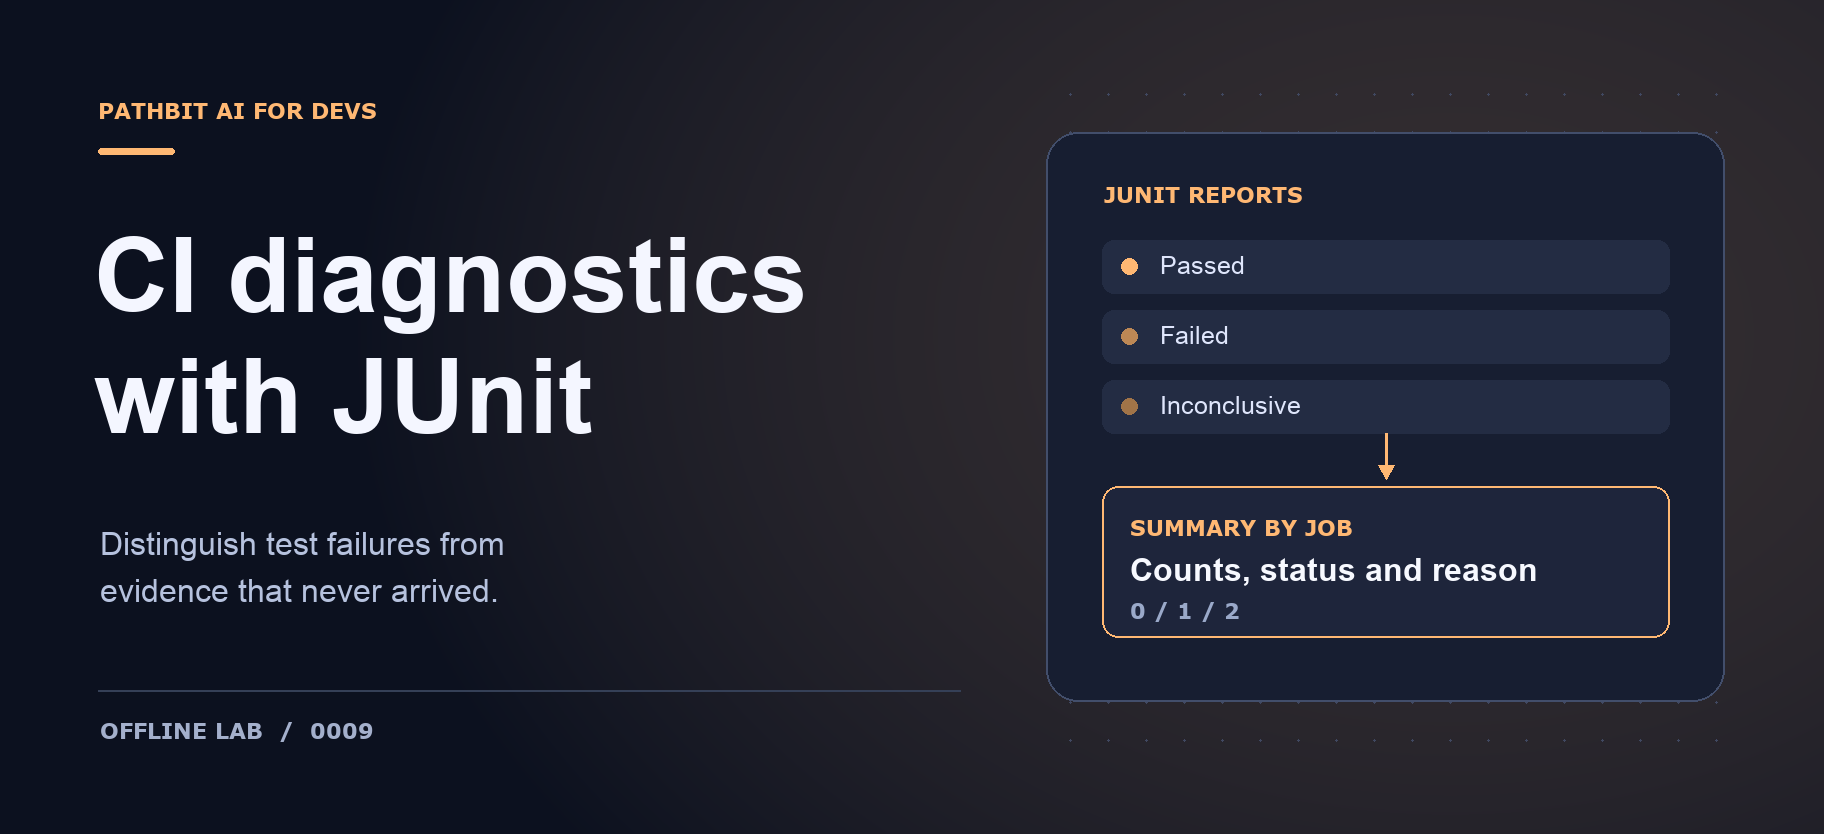 PATHBIT AI FOR DEVS
CI diagnostics
with JUnit
Distinguish test failures from
evidence that never arrived.
OFFLINE LAB / 0009
JUNIT REPORTS
Passed
Failed
Inconclusive
SUMMARY BY JOB
Counts, status and reason
0 / 1 / 2